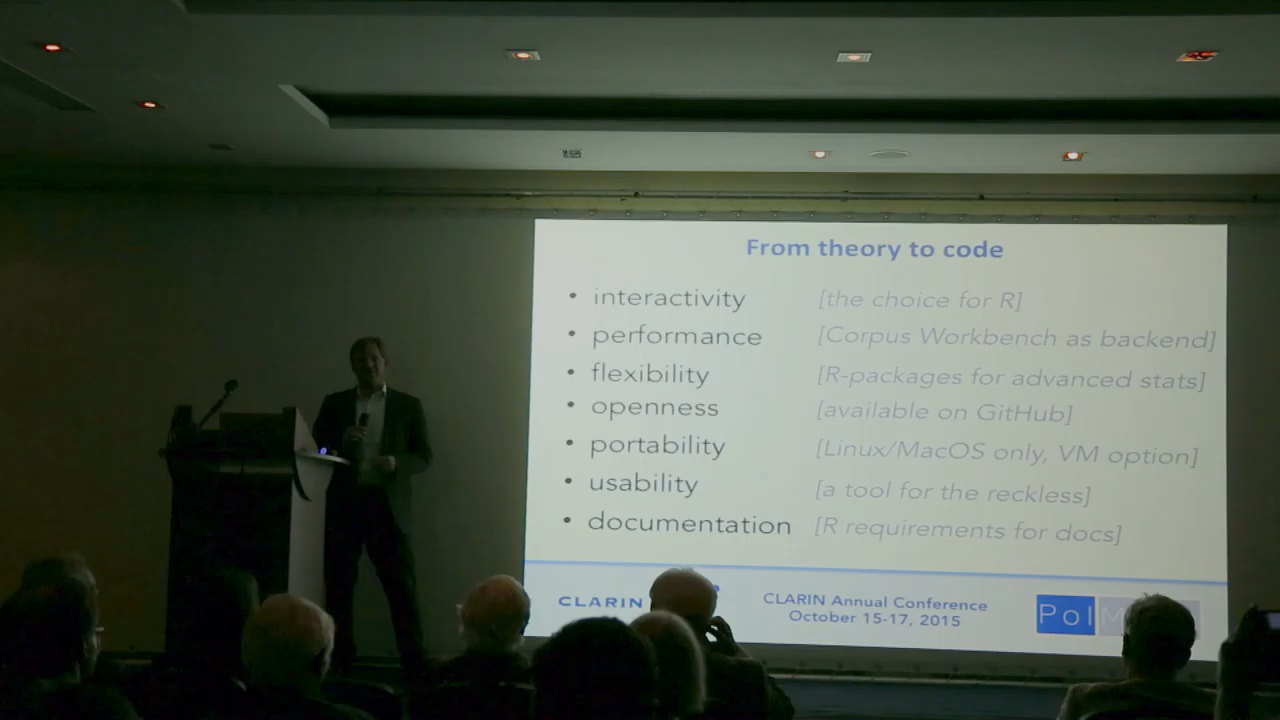 From theory to code
• interactivity [the choice for R]
• performance [Corpus Workbench as backend]
• flexibility [R-packages for advanced stats]
• openness [available on GitHub]
• portability [Linux/MacOS only, VM option]
• usability [a tool for the reckless]
• documentation [R requirements for docs]
CLARIN
CLARIN Annual Conference
October 15-17, 2015
Pol